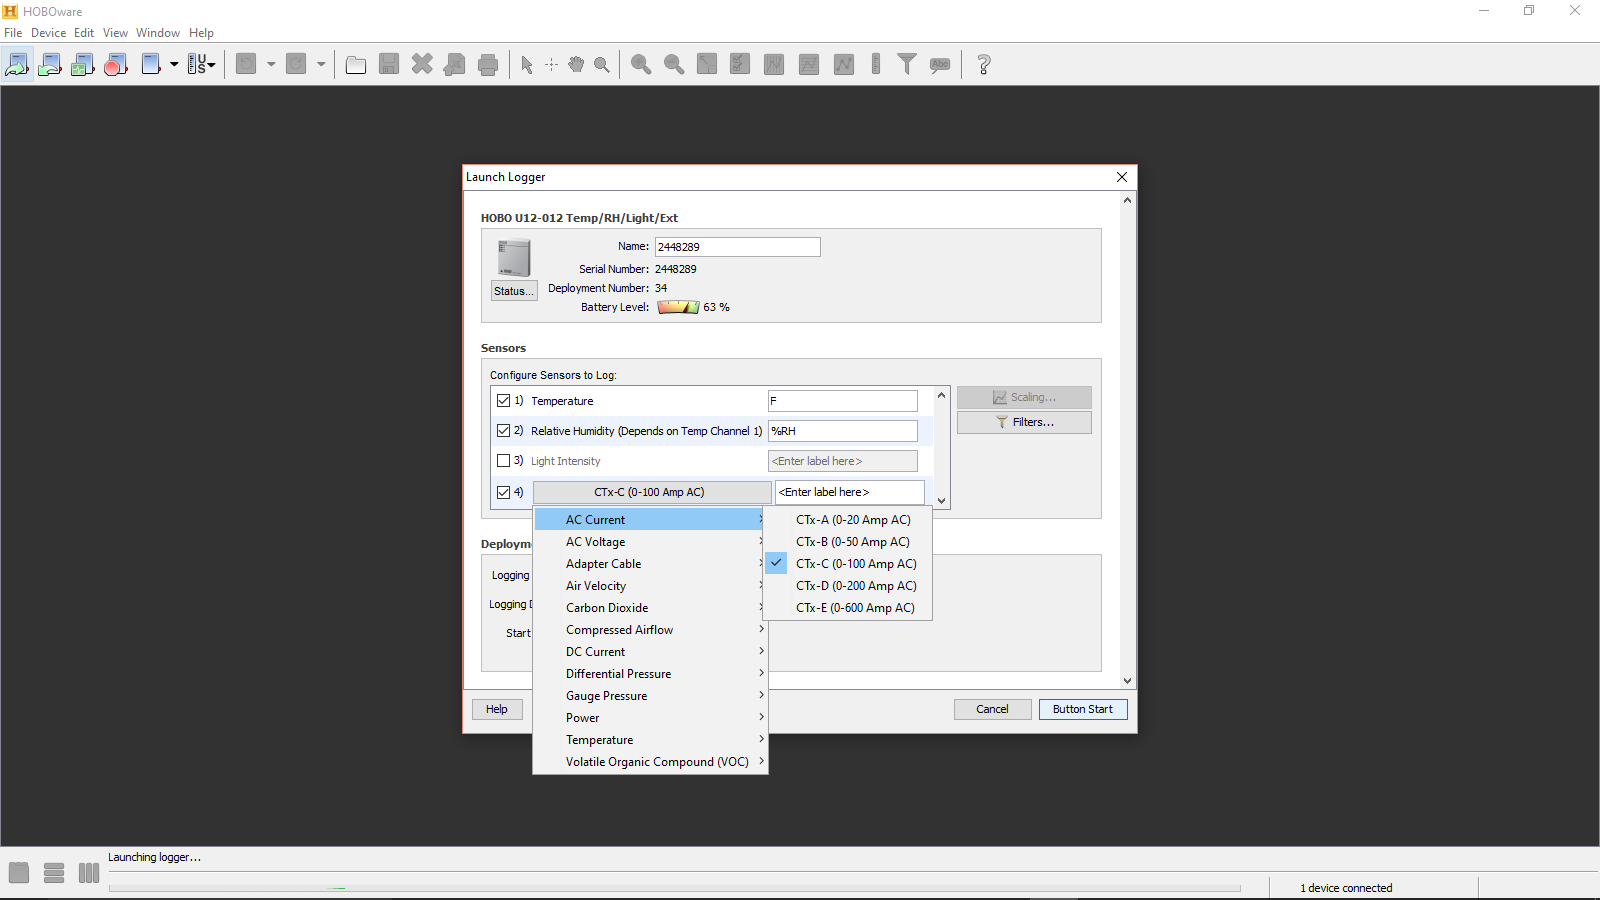 HOBOware
File Device Edit View Window Help
U S
Abc
Launch Logger
HOBO U12-012 Temp/RH/Light/Ext
Name: 2448289
Serial Number: 2448289
Status... Deployment Number: 34
Battery Level: 63 %
Sensors
Configure Sensors to Log:
1) Temperature F
Scaling...
2) Relative Humidity (Depends on Temp Channel 1) %RH
Filters...
3) Light Intensity <Enter label here>
4) CTx-C (0-100 Amp AC) <Enter label here>
AC Current
AC Voltage
Adapter Cable
Air Velocity
Carbon Dioxide
Compressed Airflow
DC Current
Differential Pressure
Gauge Pressure
Power
Temperature
Volatile Organic Compound (VOC)
CTx-A (0-20 Amp AC)
CTx-B (0-50 Amp AC)
CTx-C (0-100 Amp AC)
CTx-D (0-200 Amp AC)
CTx-E (0-600 Amp AC)
Deployme
Logging
Logging D
Start
Help Cancel Button Start
Launching logger...
1 device connected